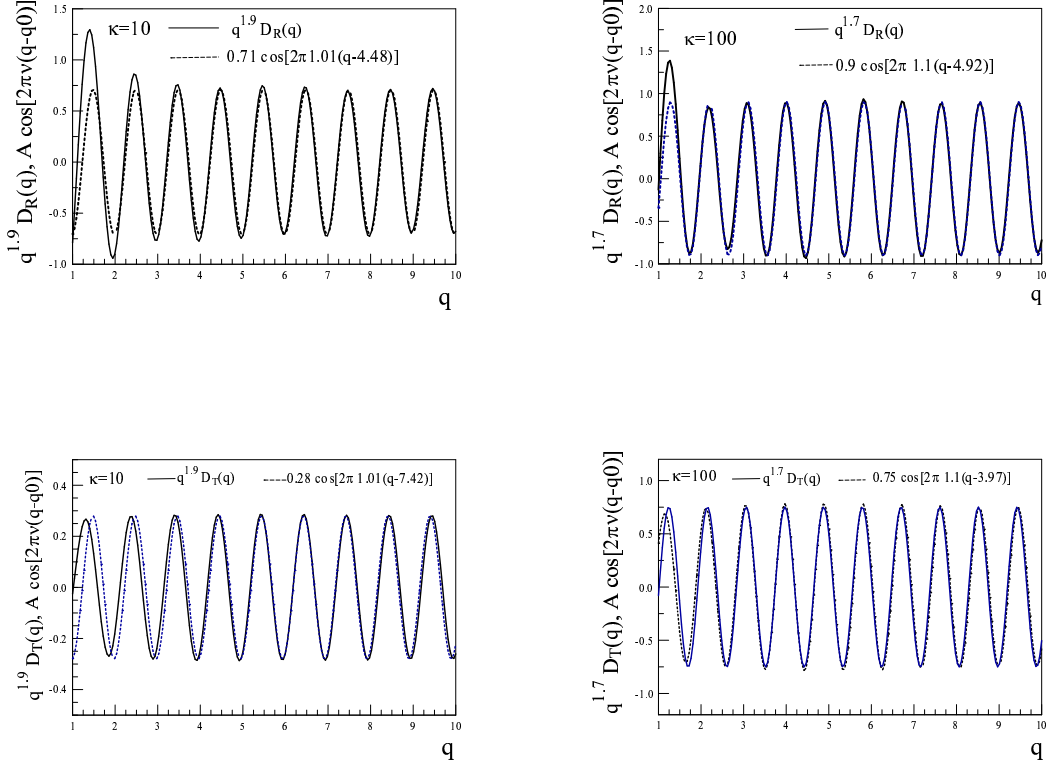 κ=10
q^1.9 D_R(q)
0.71 cos[2π1.01(q-4.48)]
1.5
1.0
0.5
0.0
-0.5
-1.0
1 2 3 4 5 6 7 8 9 10
q
q^1.9 D_R(q), A cos[2πν(q-q0)]
κ=100
q^1.7 D_R(q)
0.9 cos[2π 1.1(q-4.92)]
2.0
1.5
1.0
0.5
0.0
-0.5
-1.0
1 2 3 4 5 6 7 8 9 10
q
q^1.7 D_R(q), A cos[2πν(q-q0)]
κ=10
q^1.9 D_T(q)
0.28 cos[2π 1.01(q-7.42)]
0.4
0.2
0.0
-0.2
-0.4
1 2 3 4 5 6 7 8 9 10
q
q^1.9 D_T(q), A cos[2πν(q-q0)]
κ=100
q^1.7 D_T(q)
0.75 cos[2π 1.1(q-3.97)]
1.0
0.5
0.0
-0.5
-1.0
1 2 3 4 5 6 7 8 9 10
q
q^1.7 D_T(q), A cos[2πν(q-q0)]